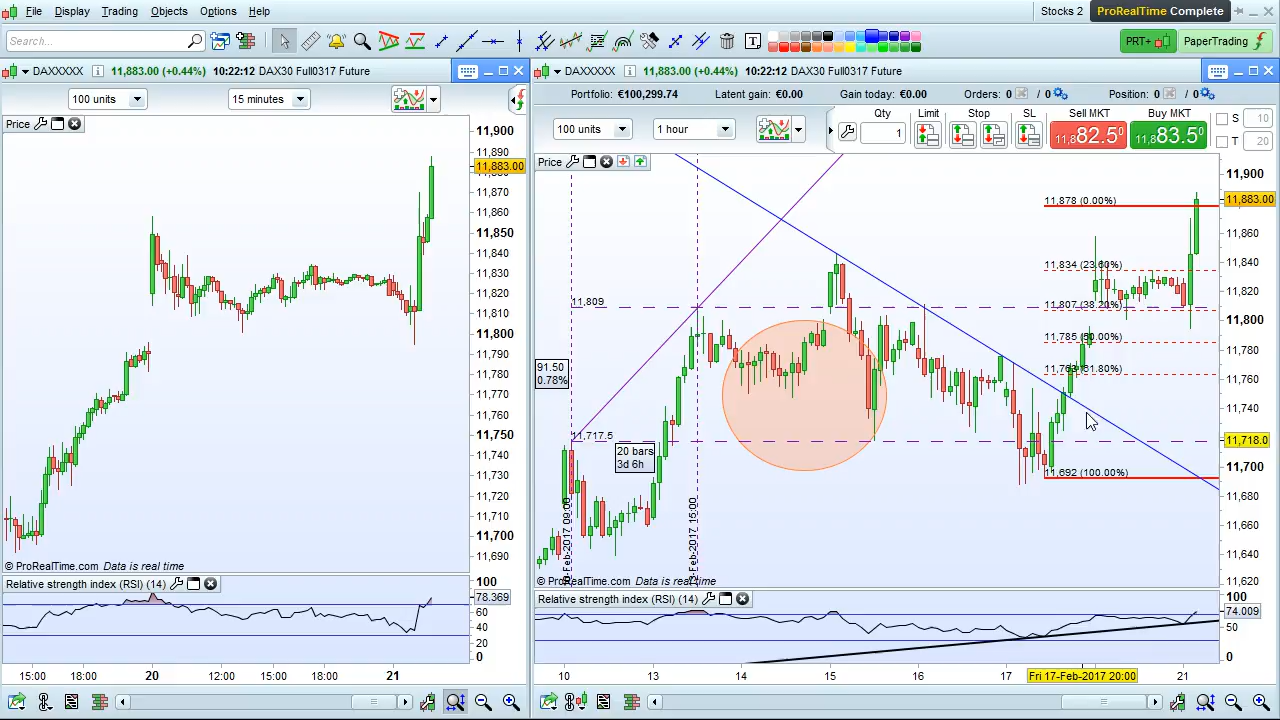 File Display Trading Objects Options Help Stocks 2 ProRealTime Complete
Search... T PRT+ PaperTrading
DAXXXXX 11,883.00 (+0.44%) 10:22:12 DAX30 Full0317 Future
100 units 15 minutes
Price
11,900
11,890
11,883.00
11,870
11,860
11,850
11,840
11,830
11,820
11,810
11,800
11,790
11,780
11,770
11,760
11,750
11,740
11,730
11,720
11,710
11,700
11,690
© ProRealTime.com Data is real time
Relative strength index (RSI) (14)
100
78.369
60
40
20
0
15:00 18:00 20 12:00 15:00 18:00 21
DAXXXXX 11,883.00 (+0.44%) 10:22:12 DAX30 Full0317 Future
Portfolio: €100,299.74 Latent gain: €0.00 Gain today: €0.00 Orders: 0 / 0 Position: 0 / 0
100 units 1 hour
Qty Limit Stop SL Sell MKT Buy MKT
1 11,882.50 11,883.50
S 10
T 20
Price
11,900
11,883.00
11,878 (0.00%)
11,860
11,840
11,834 (23.60%)
11,820
11,809
11,807 (38.20%)
11,800
11,785 (50.00%)
11,780
11,763 (61.80%)
91.50
0.78%
11,760
11,740
11,717.5
11,718.0
20 bars
3d 6h
11,700
11,692 (100.00%)
11,680
11,660
11,640
11,620
© ProRealTime.com Data is real time
Relative strength index (RSI) (14)
100
74.009
50
0
10 13 14 15 16 17 Fri 17-Feb-2017 20:00 21